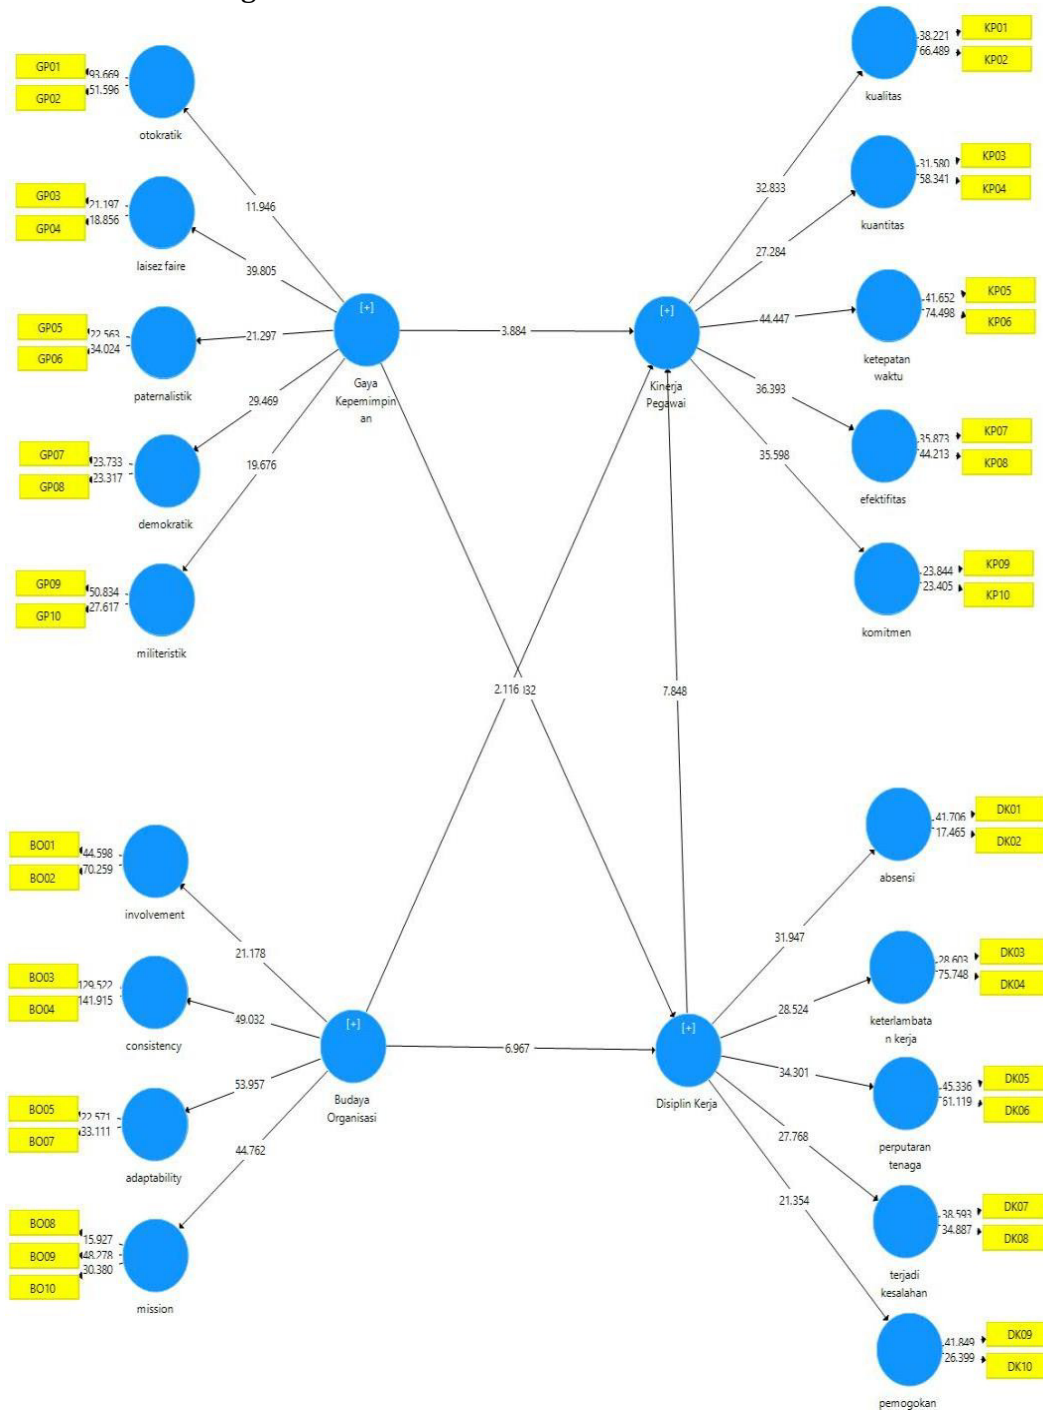 KP01
38.221
66.489
KP02
kualitas
GP01
93.669
51.596
GP02
otokratik
KP03
31.580
58.341
KP04
kuantitas
32.833
GP03
21.197
18.856
GP04
laisez faire
11.946
27.284
39.805
KP05
41.652
74.498
KP06
ketepatan
waktu
[+]
[+]
44.447
GP05
22.563
34.024
GP06
paternalistik
21.297
3.884
Gaya
Kepemimpin
an
Kinerja
Pegawai
36.393
29.469
KP07
35.873
44.213
KP08
efektifitas
GP07
23.733
23.317
GP08
demokratik
19.676
35.598
KP09
23.844
23.405
KP10
komitmen
GP09
50.834
27.617
GP10
militeristik
2.116
7.848
DK01
41.706
17.465
DK02
absensi
BO01
44.598
70.259
BO02
involvement
31.947
21.178
DK03
28.603
75.748
DK04
keterlambata
n kerja
28.524
BO03
129.522
141.915
BO04
consistency
49.032
[+]
[+]
6.967
Budaya
Organisasi
Disiplin Kerja
34.301
53.957
DK05
45.336
61.119
DK06
perputaran
tenaga
BO05
22.571
33.111
BO07
adaptability
44.762
27.768
21.354
DK07
38.593
34.887
DK08
terjadi
kesalahan
BO08
15.927
BO09
48.278
30.380
BO10
mission
DK09
41.849
26.399
DK10
pemogokan